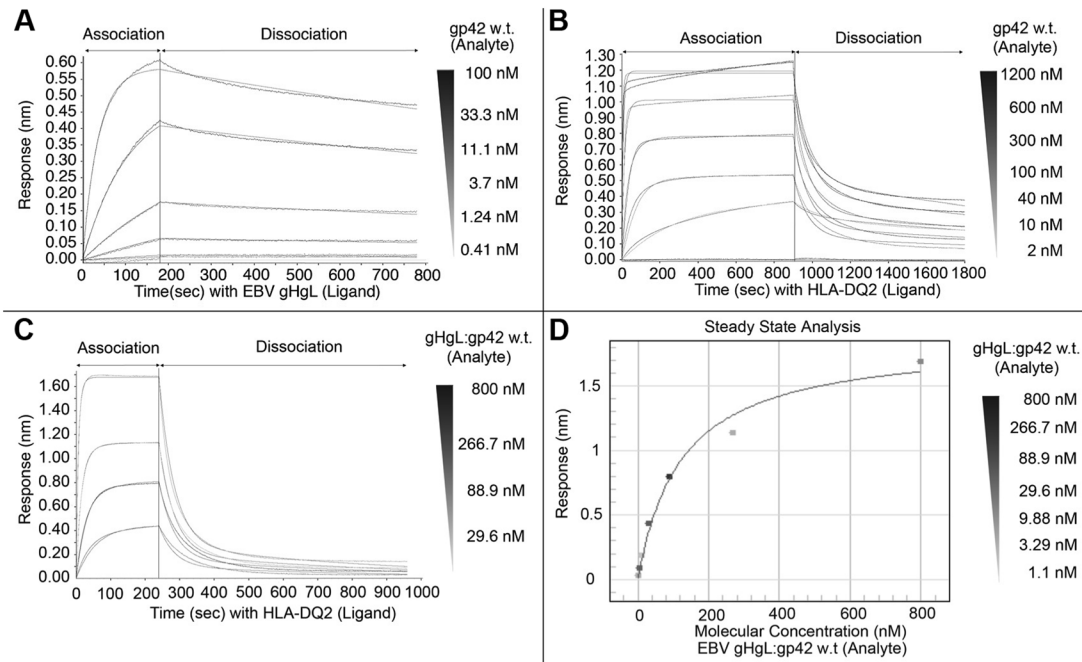 A
Association
Dissociation
gp42 w.t.
(Analyte)
0.60
0.55
0.50
0.45
0.40
0.35
0.30
0.25
0.20
0.15
0.10
0.05
0.00
Response (nm)
0 100 200 300 400 500 600 700 800
Time(sec) with EBV gHgL (Ligand)
100 nM
33.3 nM
11.1 nM
3.7 nM
1.24 nM
0.41 nM
B
Association
Dissociation
gp42 w.t.
(Analyte)
1.30
1.20
1.10
1.00
0.90
0.80
0.70
0.60
0.50
0.40
0.30
0.20
0.10
0.00
Response (nm)
0 200 400 600 800 1000 1200 1400 1600 1800
Time (sec) with HLA-DQ2 (Ligand)
1200 nM
600 nM
300 nM
100 nM
40 nM
10 nM
2 nM
C
Association
Dissociation
gHgL:gp42 w.t.
(Analyte)
1.60
1.40
1.20
1.00
0.80
0.60
0.40
0.20
0.00
Response (nm)
0 100 200 300 400 500 600 700 800 900 1000
Time (sec) with HLA-DQ2 (Ligand)
800 nM
266.7 nM
88.9 nM
29.6 nM
D
Steady State Analysis
gHgL:gp42 w.t.
(Analyte)
1.5
1
0.5
0
Response (nm)
0 200 400 600 800
Molecular Concentration (nM)
EBV gHgL:gp42 w.t (Analyte)
800 nM
266.7 nM
88.9 nM
29.6 nM
9.88 nM
3.29 nM
1.1 nM